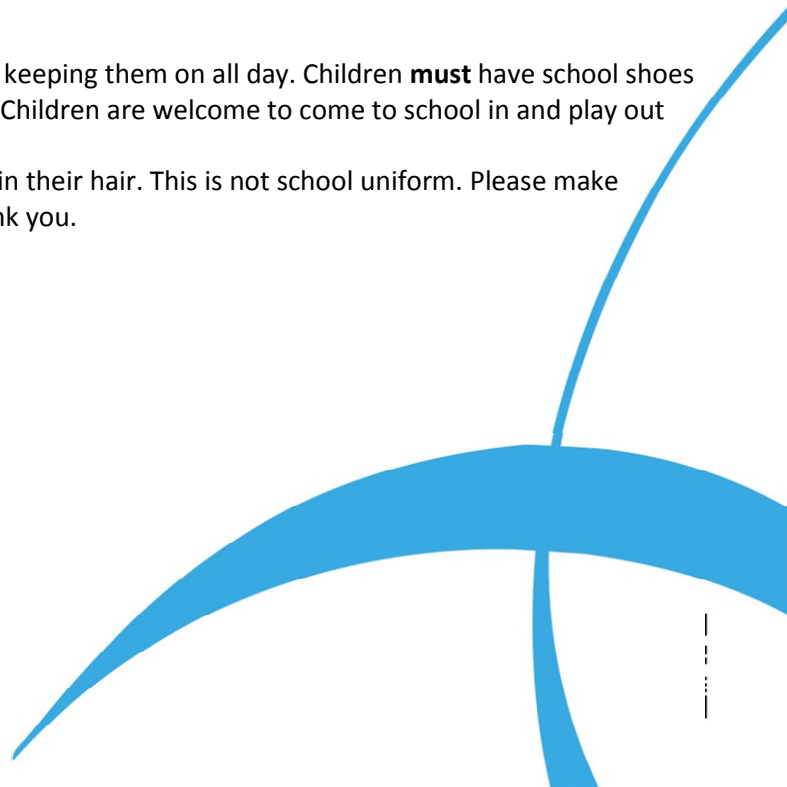 keeping them on all day. Children must have school shoes
Children are welcome to come to school in and play out
in their hair. This is not school uniform. Please make
nk you.